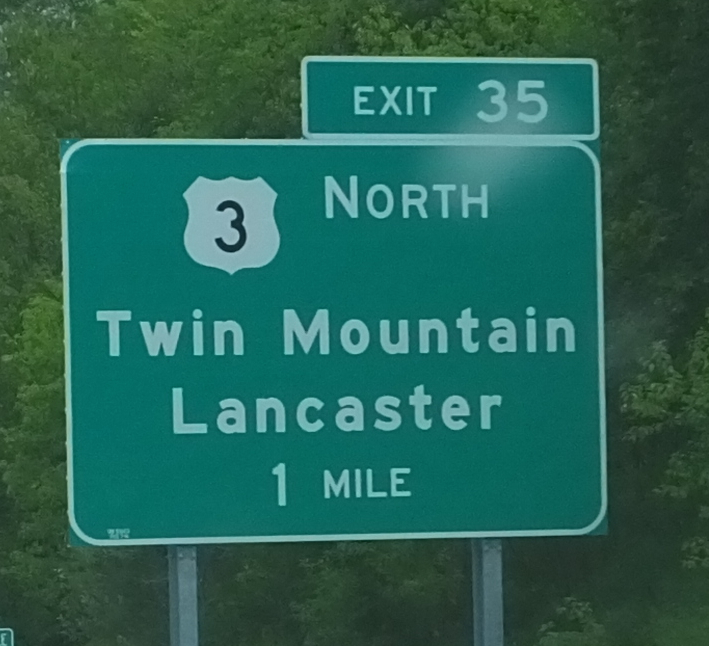 EXIT 35
3 NORTH
Twin Mountain
Lancaster
1 MILE